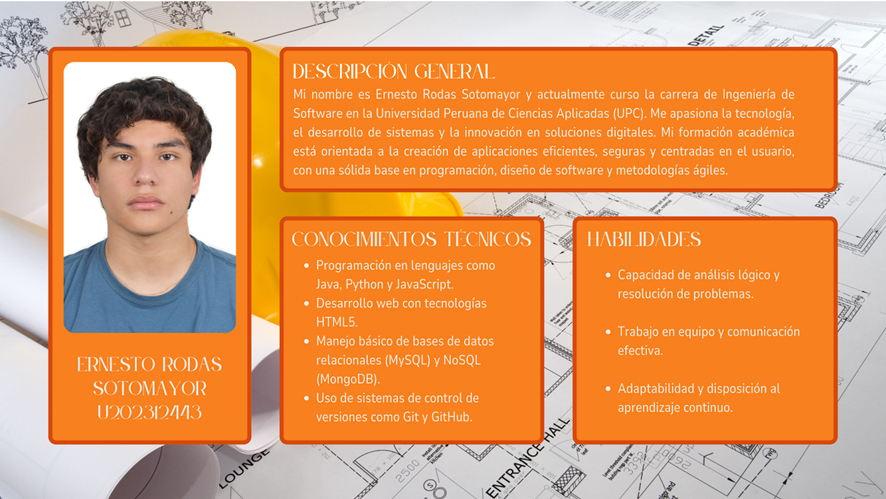 DETAIL
DESCRIPCIÓN GENERAL
Mi nombre es Ernesto Rodas Sotomayor y actualmente curso la carrera de Ingeniería de
Software en la Universidad Peruana de Ciencias Aplicadas (UPC). Me apasiona la tecnología,
el desarrollo de sistemas y la innovación en soluciones digitales. Mi formación académica
está orientada a la creación de aplicaciones eficientes, seguras y centradas en el usuario,
con una sólida base en programación, diseño de software y metodologías ágiles.
BEDROOM
ERNESTO RODAS
SOTOMAYOR
U202312443
CONOCIMIENTOS TÉCNICOS
• Programación en lenguajes como
Java, Python y JavaScript.
• Desarrollo web con tecnologías
HTML5.
• Manejo básico de bases de datos
relacionales (MySQL) y NoSQL
(MongoDB).
• Uso de sistemas de control de
versiones como Git y GitHub.
HABILIDADES
• Capacidad de análisis lógico y
resolución de problemas.
• Trabajo en equipo y comunicación
efectiva.
• Adaptabilidad y disposición al
aprendizaje continuo.
LOUNGE
2500
ENTRANCE HALL
3392